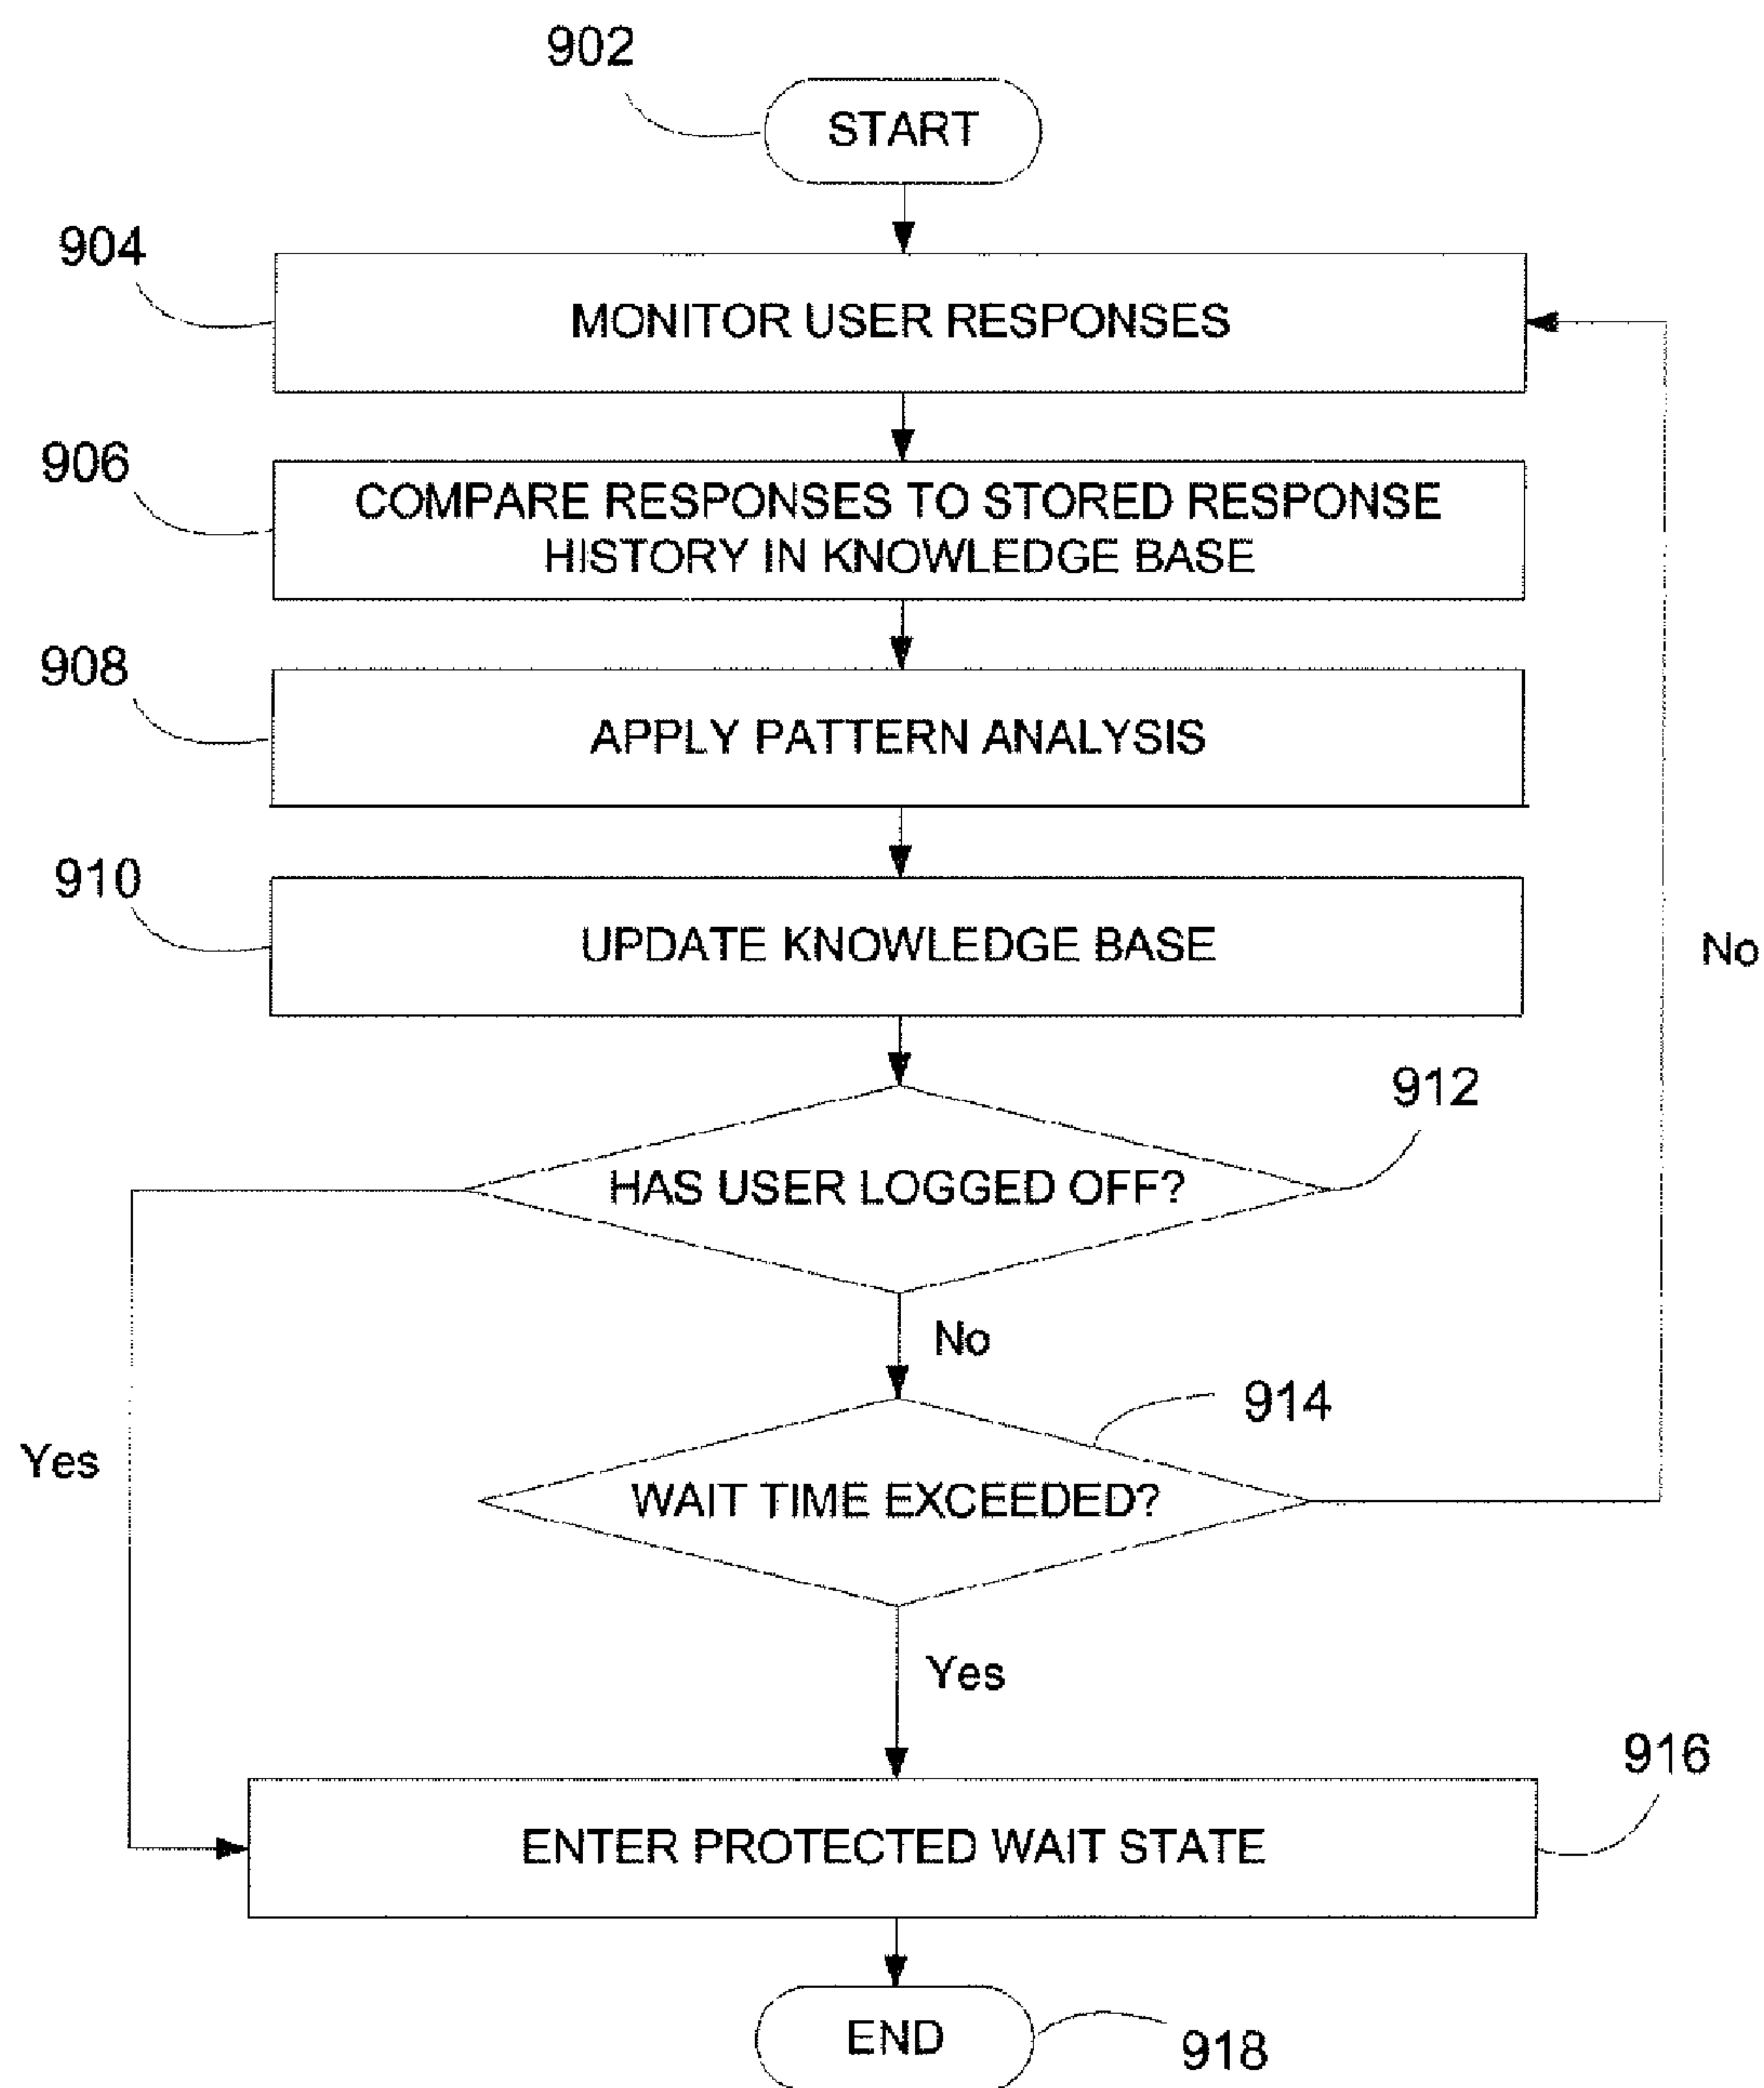 902
START
904
MONITOR USER RESPONSES
906
COMPARE RESPONSES TO STORED RESPONSE
HISTORY IN KNOWLEDGE BASE
908
APPLY PATTERN ANALYSIS
910
UPDATE KNOWLEDGE BASE
No
912
HAS USER LOGGED OFF?
No
914
Yes
WAIT TIME EXCEEDED?
Yes
916
ENTER PROTECTED WAIT STATE
END
918